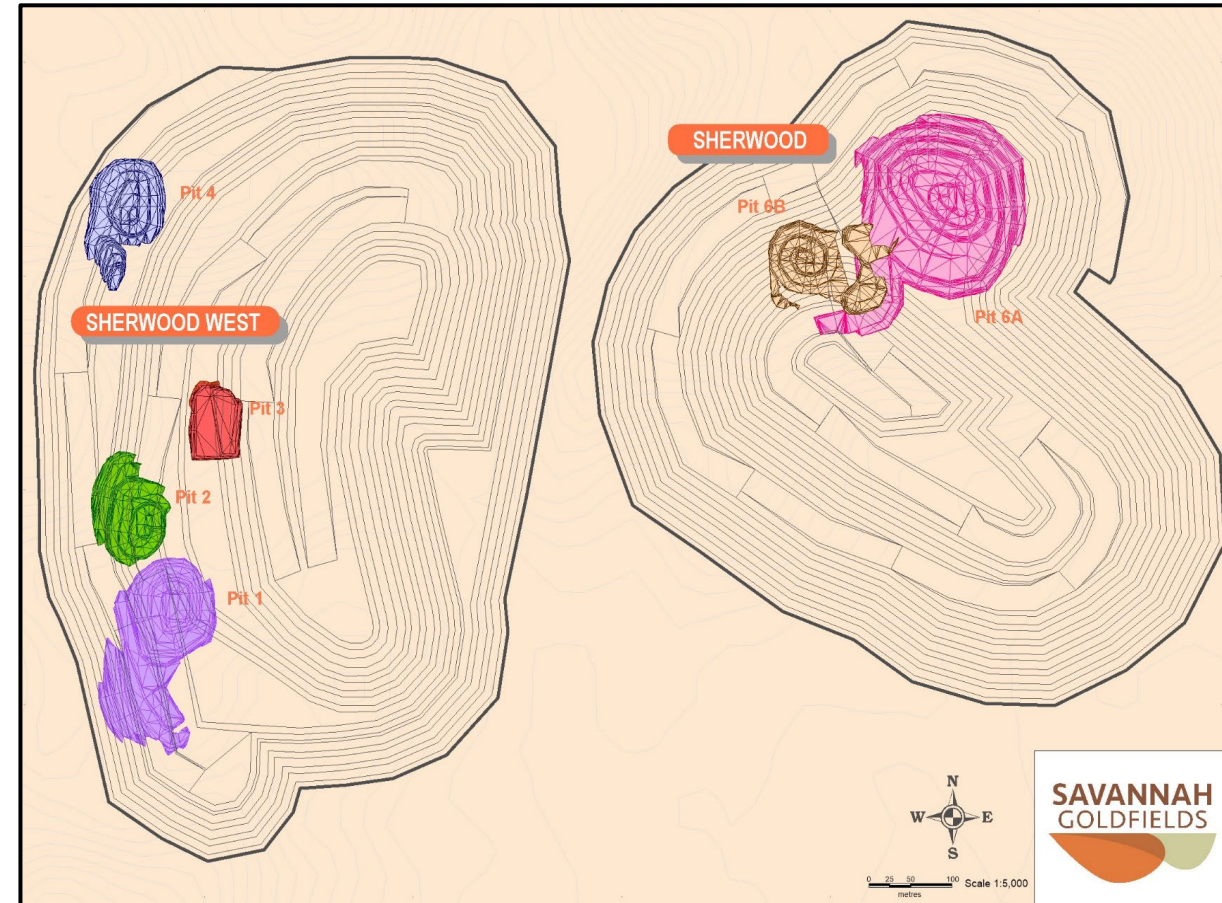 SHERWOOD
Pit 4
Pit 6B
SHERWOOD WEST
Pit 6A
Pit 3
Pit 2
Pit 1
N
W E
S
0 25 50 100
metres
Scale 1:5,000
SAVANNAH
GOLDFIELDS